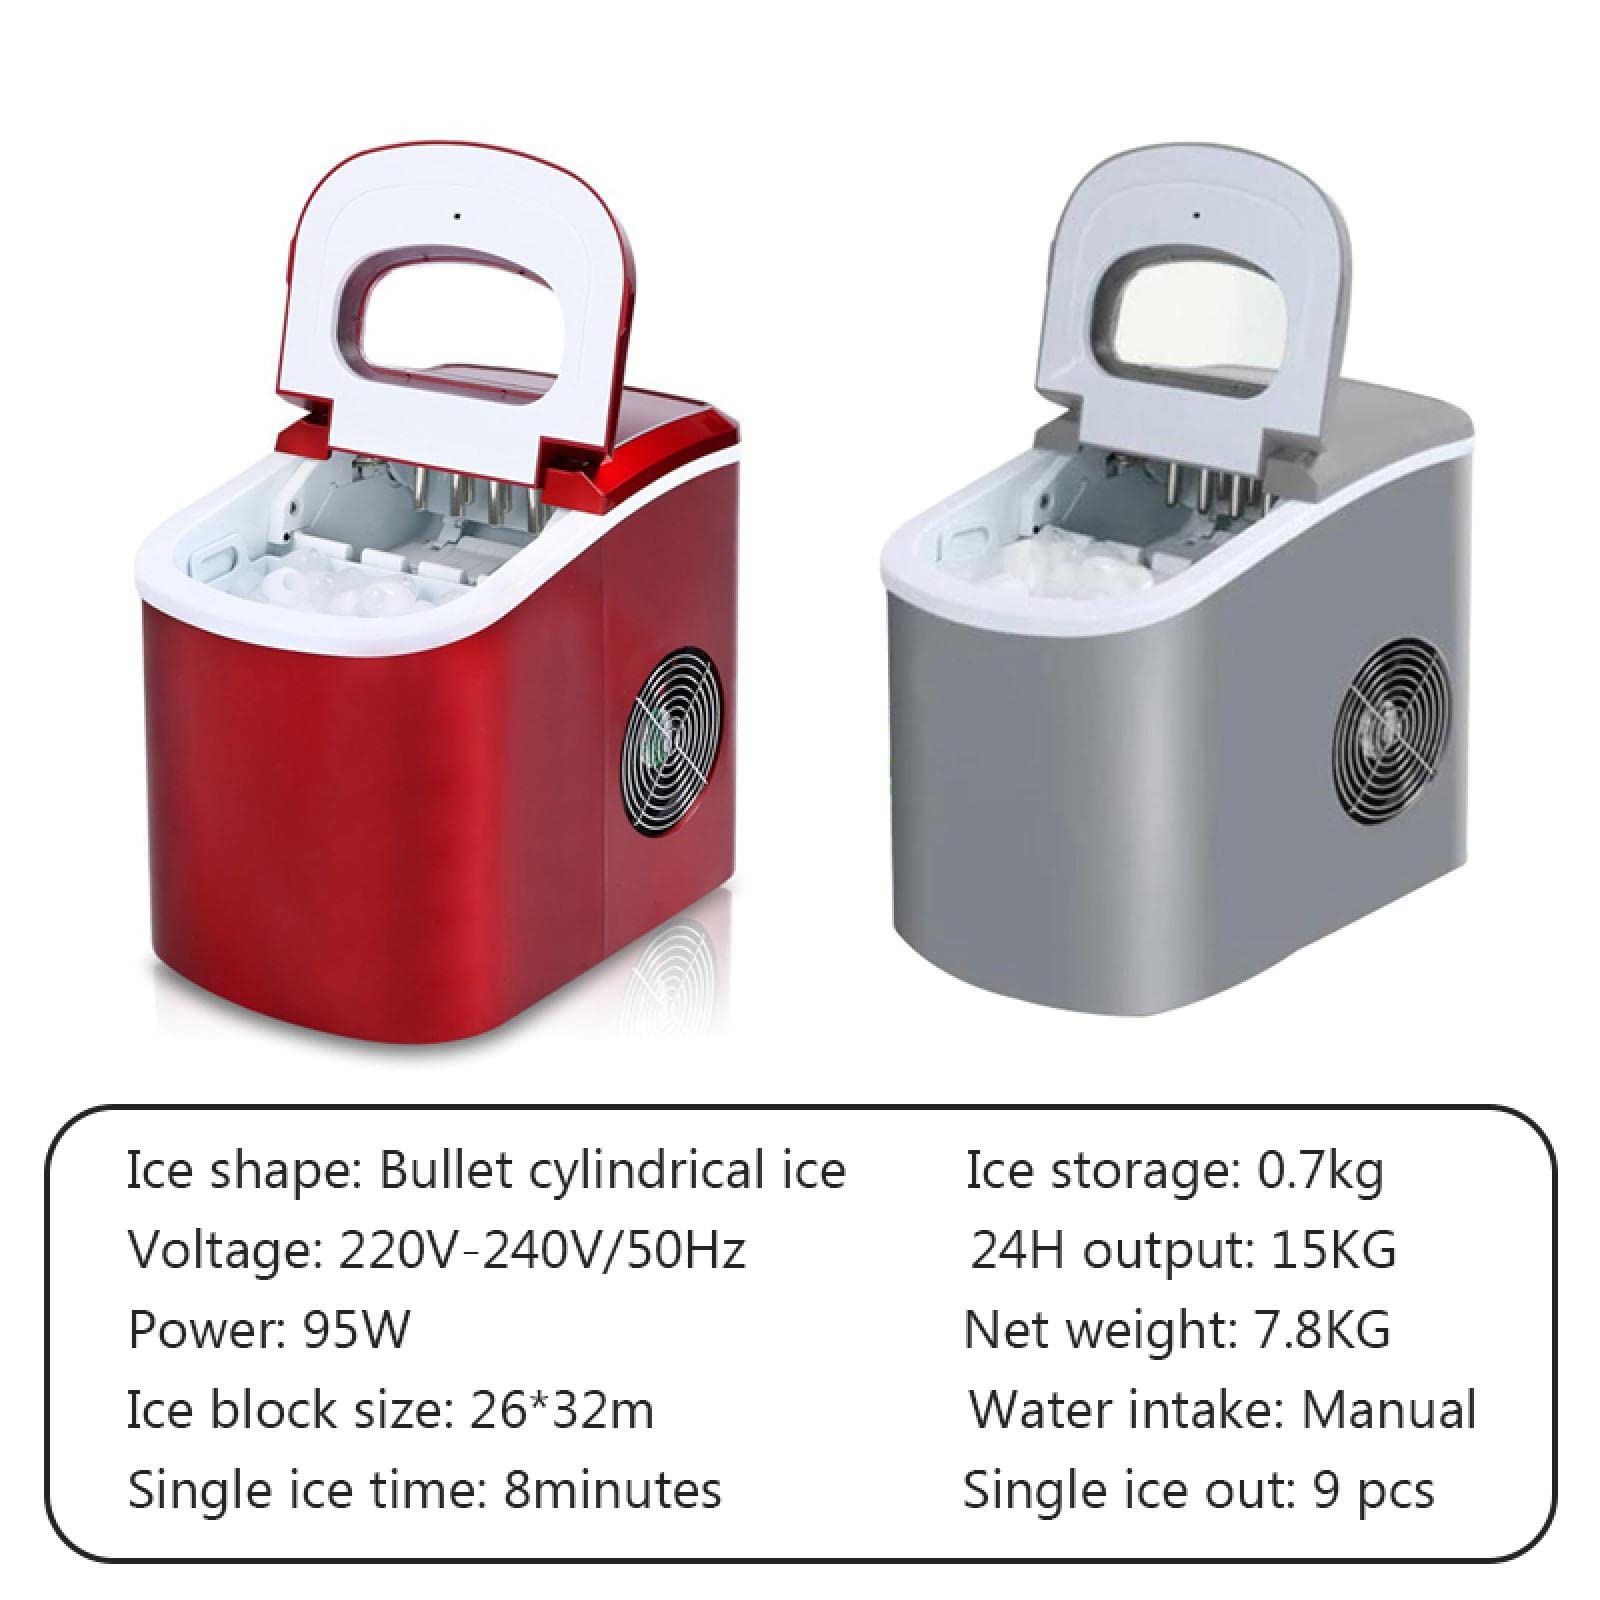 Ice shape: Bullet cylindrical ice
Voltage: 220V-240V/50Hz
Power: 95W
Ice block size: 26*32m
Single ice time: 8minutes
Ice storage: 0.7kg
24H output: 15KG
Net weight: 7.8KG
Water intake: Manual
Single ice out: 9 pcs